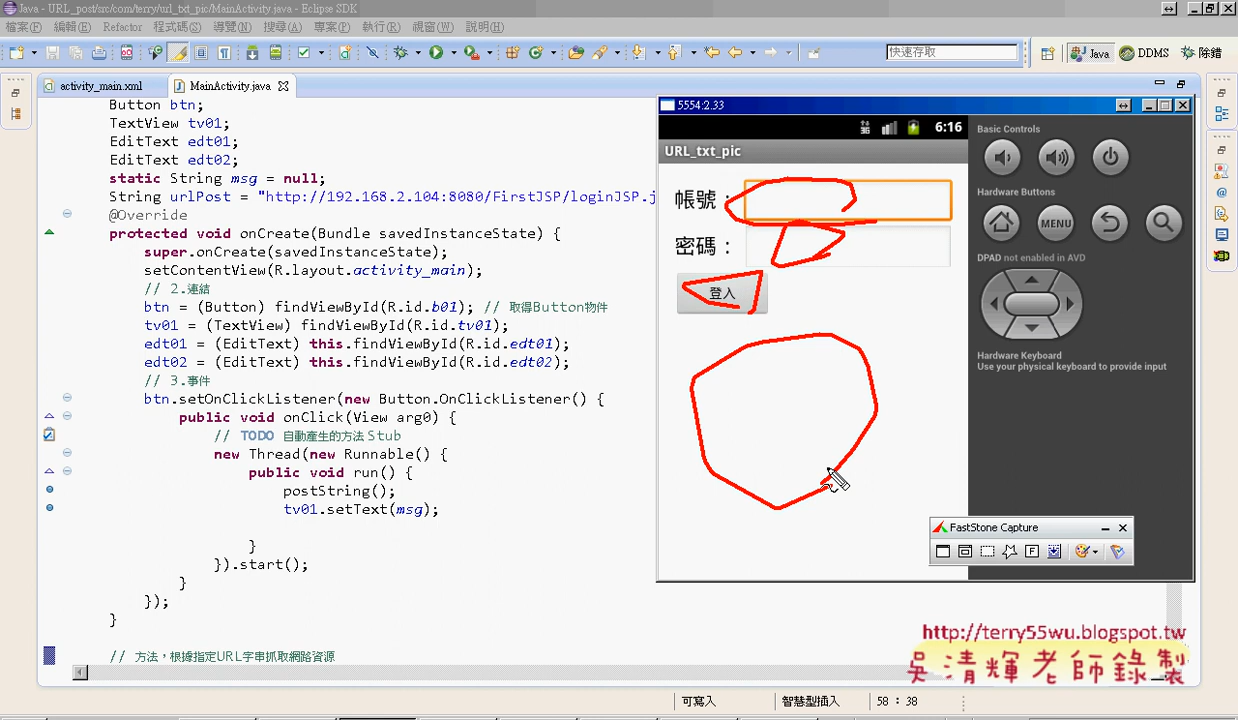 Java - URL_post/src/com/terry/url_txt_pic/MainActivity.java - Eclipse SDK
檔案(F) 編輯(E) Refactor 程式碼(S) 導覽(N) 搜尋(A) 專案(P) 執行(R) 視窗(W) 說明(H)
快速存取 Java DDMS 除錯
activity_main.xml MainActivity.java
Button btn;
TextView tv01;
EditText edt01;
EditText edt02;
static String msg = null;
String urlPost = "http://192.168.2.104:8080/FirstJSP/loginJSP.j
@Override
protected void onCreate(Bundle savedInstanceState) {
super.onCreate(savedInstanceState);
setContentView(R.layout.activity_main);
// 2.連結
btn = (Button) findViewById(R.id.b01); // 取得Button物件
tv01 = (TextView) findViewById(R.id.tv01);
edt01 = (EditText) this.findViewById(R.id.edt01);
edt02 = (EditText) this.findViewById(R.id.edt02);
// 3.事件
btn.setOnClickListener(new Button.OnClickListener() {
public void onClick(View arg0) {
// TODO 自動產生的方法 Stub
new Thread(new Runnable() {
public void run() {
postString();
tv01.setText(msg);
}
}).start();
}
});
}
// 方法，根據指定URL字串抓取網路資源
5554:2.33
3G 6:16
URL_txt_pic
帳號：
密碼：
登入
Basic Controls
Hardware Buttons
MENU
DPAD not enabled in AVD
Hardware Keyboard
Use your physical keyboard to provide input
FastStone Capture
http://terry55wu.blogspot.tw
吳清輝老師錄製
可寫入 智慧型插入 58 : 38